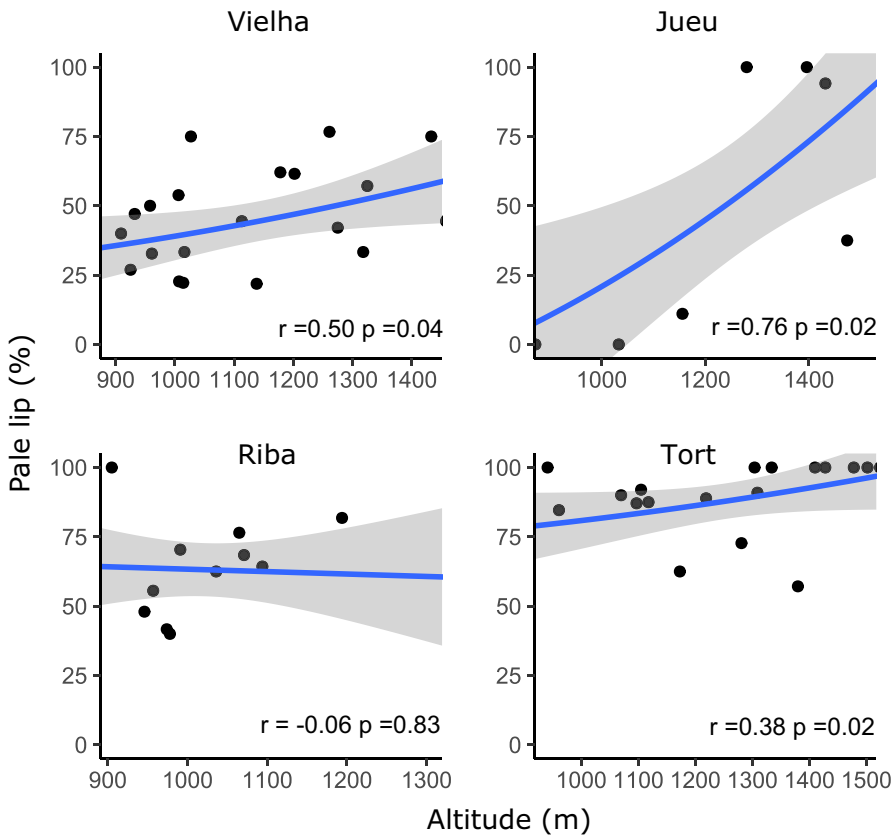 Vielha
Jueu
100
75
50
25
0
r =0.50 p =0.04
900 1000 1100 1200 1300 1400
100
75
50
25
0
r =0.76 p =0.02
1000 1200 1400
Pale lip (%)
Riba
Tort
100
75
50
25
0
r = -0.06 p =0.83
900 1000 1100 1200 1300
100
75
50
25
0
r =0.38 p =0.02
1000 1100 1200 1300 1400 1500
Altitude (m)